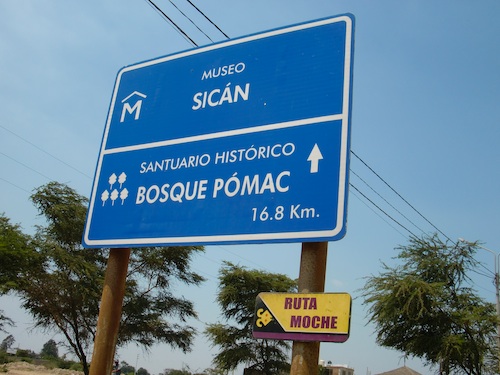 MUSEO
SICÁN
M
SANTUARIO HISTÓRICO
BOSQUE PÓMAC
16.8 Km.
RUTA
MOCHE